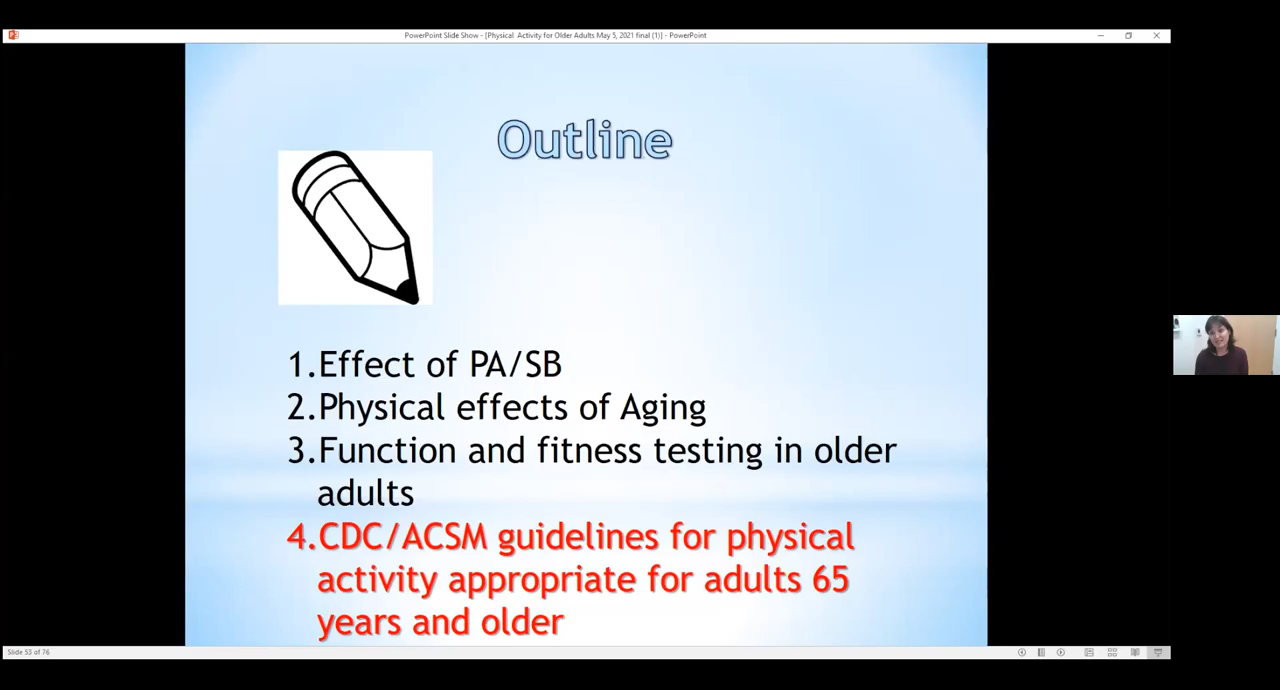 PowerPoint Slide Show - [Physical Activity for Older Adults May 5, 2021 final (1)] - PowerPoint
Outline
1.Effect of PA/SB
2.Physical effects of Aging
3.Function and fitness testing in older
adults
4.CDC/ACSM guidelines for physical
activity appropriate for adults 65
years and older
Slide 53 of 76